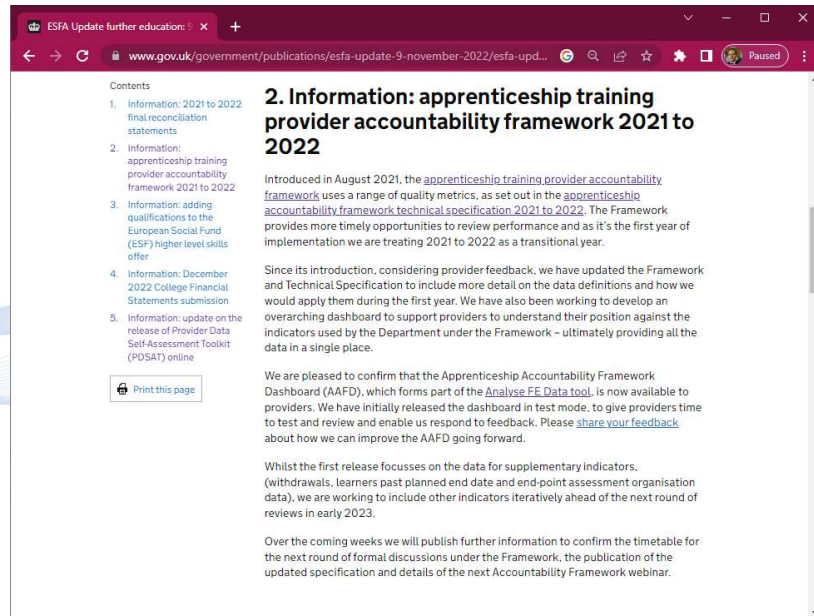 ESFA Update further education: 9
www.gov.uk/government/publications/esfa-update-9-november-2022/esfa-upd...
Paused
Contents
1. Information: 2021 to 2022
final reconciliation
statements
2. Information:
apprenticeship training
provider accountability
framework 2021 to 2022
3. Information: adding
qualifications to the
European Social Fund
(ESF) higher level skills
offer
4. Information: December
2022 College Financial
Statements submission
5. Information: update on the
release of Provider Data
Self-Assessment Toolkit
(PDSAT) online
Print this page
2. Information: apprenticeship training
provider accountability framework 2021 to
2022
Introduced in August 2021, the apprenticeship training provider accountability
framework uses a range of quality metrics, as set out in the apprenticeship
accountability framework technical specification 2021 to 2022. The Framework
provides more timely opportunities to review performance and as it's the first year of
implementation we are treating 2021 to 2022 as a transitional year.
Since its introduction, considering provider feedback, we have updated the Framework
and Technical Specification to include more detail on the data definitions and how we
would apply them during the first year. We have also been working to develop an
overarching dashboard to support providers to understand their position against the
indicators used by the Department under the Framework – ultimately providing all the
data in a single place.
We are pleased to confirm that the Apprenticeship Accountability Framework
Dashboard (AAFD), which forms part of the Analyse FE Data tool, is now available to
providers. We have initially released the dashboard in test mode, to give providers time
to test and review and enable us respond to feedback. Please share your feedback
about how we can improve the AAFD going forward.
Whilst the first release focusses on the data for supplementary indicators,
(withdrawals, learners past planned end date and end-point assessment organisation
data), we are working to include other indicators iteratively ahead of the next round of
reviews in early 2023.
Over the coming weeks we will publish further information to confirm the timetable for
the next round of formal discussions under the Framework, the publication of the
updated specification and details of the next Accountability Framework webinar.